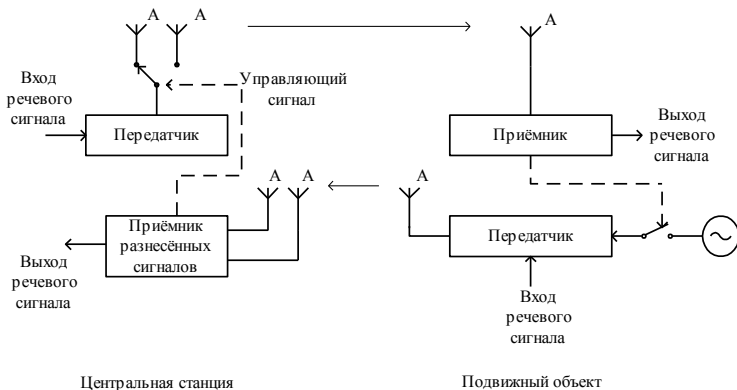 А А
А
Вход
речевого
сигнала
Управляющий
сигнал
Передатчик
Приёмник
Выход
речевого
сигнала
А А
А
Приёмник
разнесённых
сигналов
Передатчик
Выход
речевого
сигнала
Вход
речевого
сигнала
Центральная станция
Подвижный объект